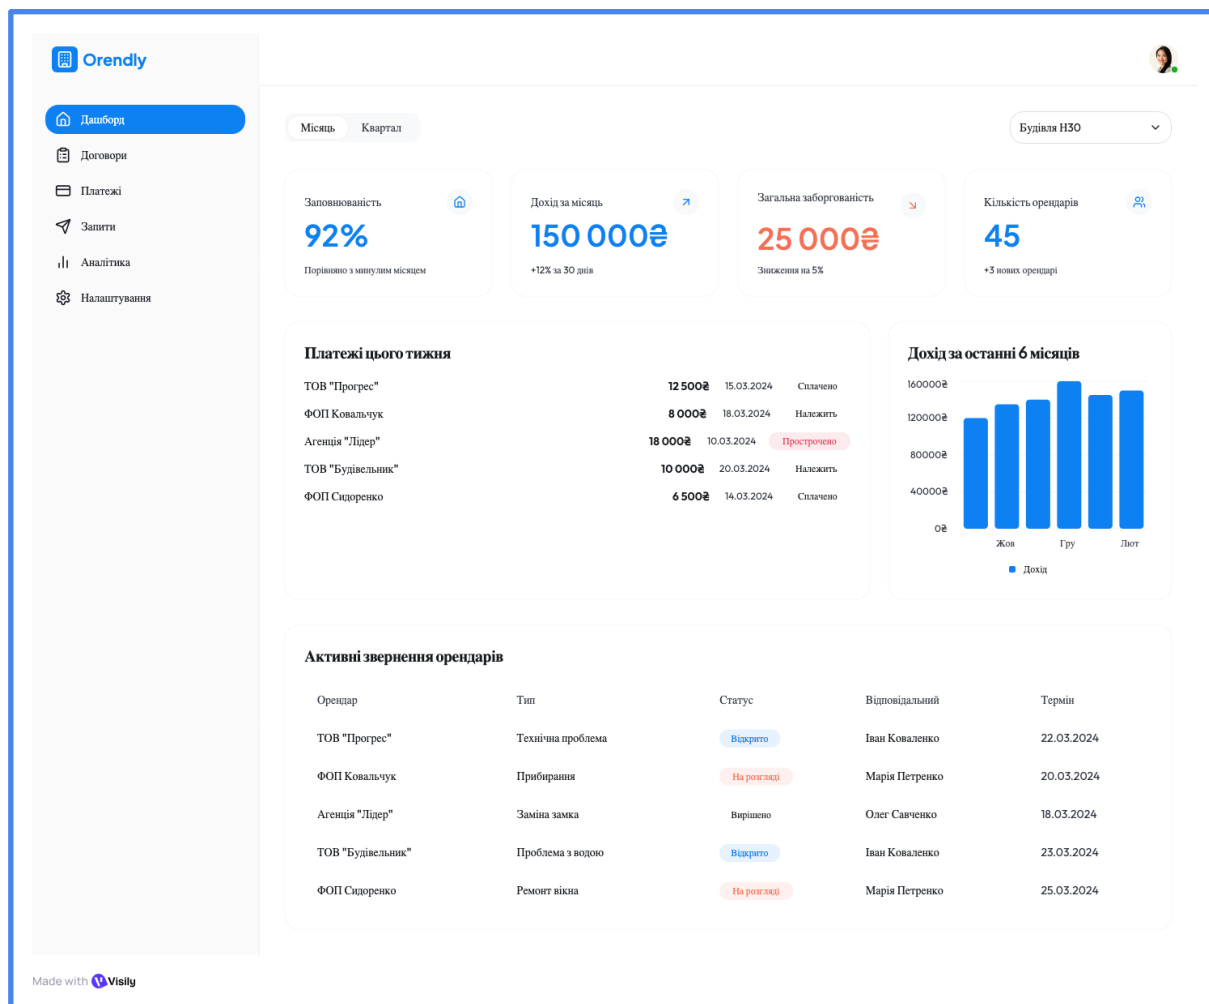 Orendly
Дашборд
Договори
Платежі
Запити
Аналітика
Налаштування
Місяць Квартал
Будівля H30
Заповнюваність
92%
Порівняно з минулим місяцем
Дохід за місяць
150 000₴
+12% за 30 днів
Загальна заборгованість
25 000₴
Зниження на 5%
Кількість орендарів
45
+3 нових орендарі
Платежі цього тижня
ТОВ "Прогрес" 12 500₴ 15.03.2024 Сплачено
ФОП Ковальчук 8 000₴ 18.03.2024 Належить
Агенція "Лідер" 18 000₴ 10.03.2024 Прострочено
ТОВ "Будівельник" 10 000₴ 20.03.2024 Належить
ФОП Сидоренко 6 500₴ 14.03.2024 Сплачено
Дохід за останні 6 місяців
160000₴
120000₴
80000₴
40000₴
0₴
Жов Гру Лют
Дохід
Активні звернення орендарів
Орендар Тип Статус Відповідальний Термін
ТОВ "Прогрес" Технічна проблема Відкрито Іван Коваленко 22.03.2024
ФОП Ковальчук Прибирання На розгляді Марія Петренко 20.03.2024
Агенція "Лідер" Заміна замка Вирішено Олег Савченко 18.03.2024
ТОВ "Будівельник" Проблема з водою Відкрито Іван Коваленко 23.03.2024
ФОП Сидоренко Ремонт вікна На розгляді Марія Петренко 25.03.2024
Made with Visily